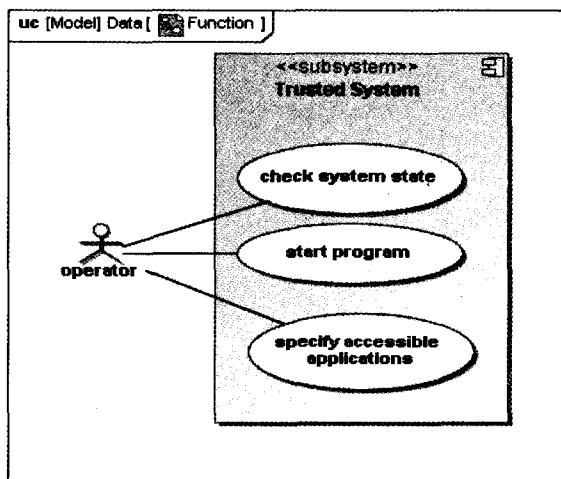 uc [Model] Data [ Function ]
<<subsystem>>
Trusted System
check system state
start program
operator
specify accessible
applications